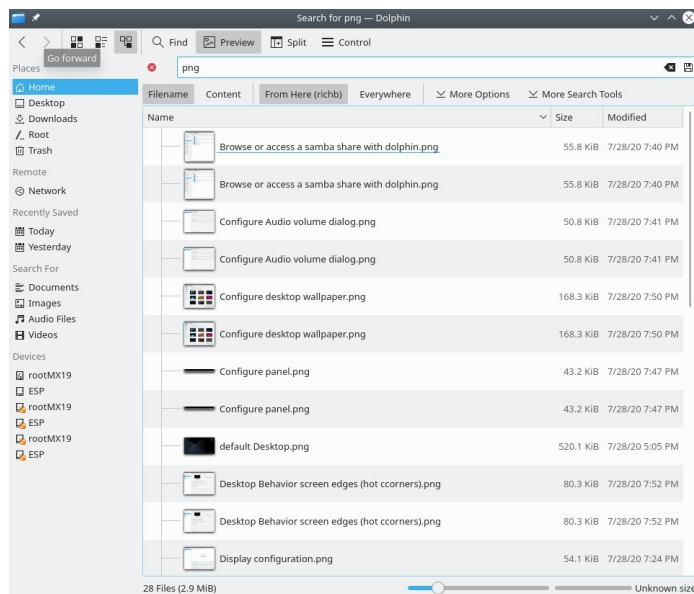 Search for png — Dolphin
Find Preview Split Control
Go forward
Places
png
Home
Desktop
Downloads
Root
Trash
Remote
Network
Recently Saved
Today
Yesterday
Search For
Documents
Images
Audio Files
Videos
Devices
rootMX19
ESP
rootMX19
ESP
rootMX19
ESP
Filename Content From Here (richb) Everywhere More Options More Search Tools
Name Size Modified
Browse or access a samba share with dolphin.png 55.8 KiB 7/28/20 7:40 PM
Browse or access a samba share with dolphin.png 55.8 KiB 7/28/20 7:40 PM
Configure Audio volume dialog.png 50.8 KiB 7/28/20 7:41 PM
Configure Audio volume dialog.png 50.8 KiB 7/28/20 7:41 PM
Configure desktop wallpaper.png 168.3 KiB 7/28/20 7:50 PM
Configure desktop wallpaper.png 168.3 KiB 7/28/20 7:50 PM
Configure panel.png 43.2 KiB 7/28/20 7:47 PM
Configure panel.png 43.2 KiB 7/28/20 7:47 PM
default Desktop.png 520.1 KiB 7/28/20 5:05 PM
Desktop Behavior screen edges (hot ccorners).png 80.3 KiB 7/28/20 7:52 PM
Desktop Behavior screen edges (hot ccorners).png 80.3 KiB 7/28/20 7:52 PM
Display configuration.png 54.1 KiB 7/28/20 7:24 PM
28 Files (2.9 MiB) Unknown size